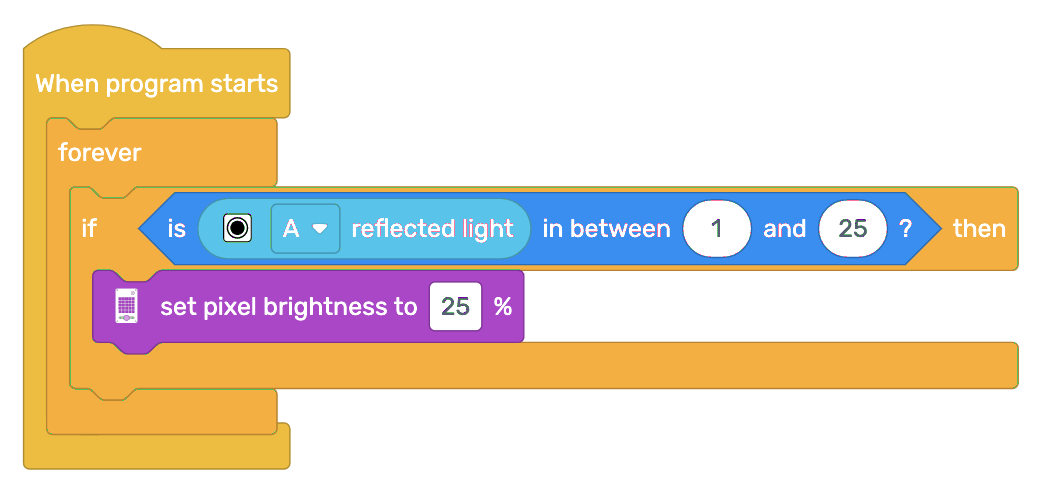 When program starts
forever
if is A reflected light in between 1 and 25 ? then
set pixel brightness to 25 %